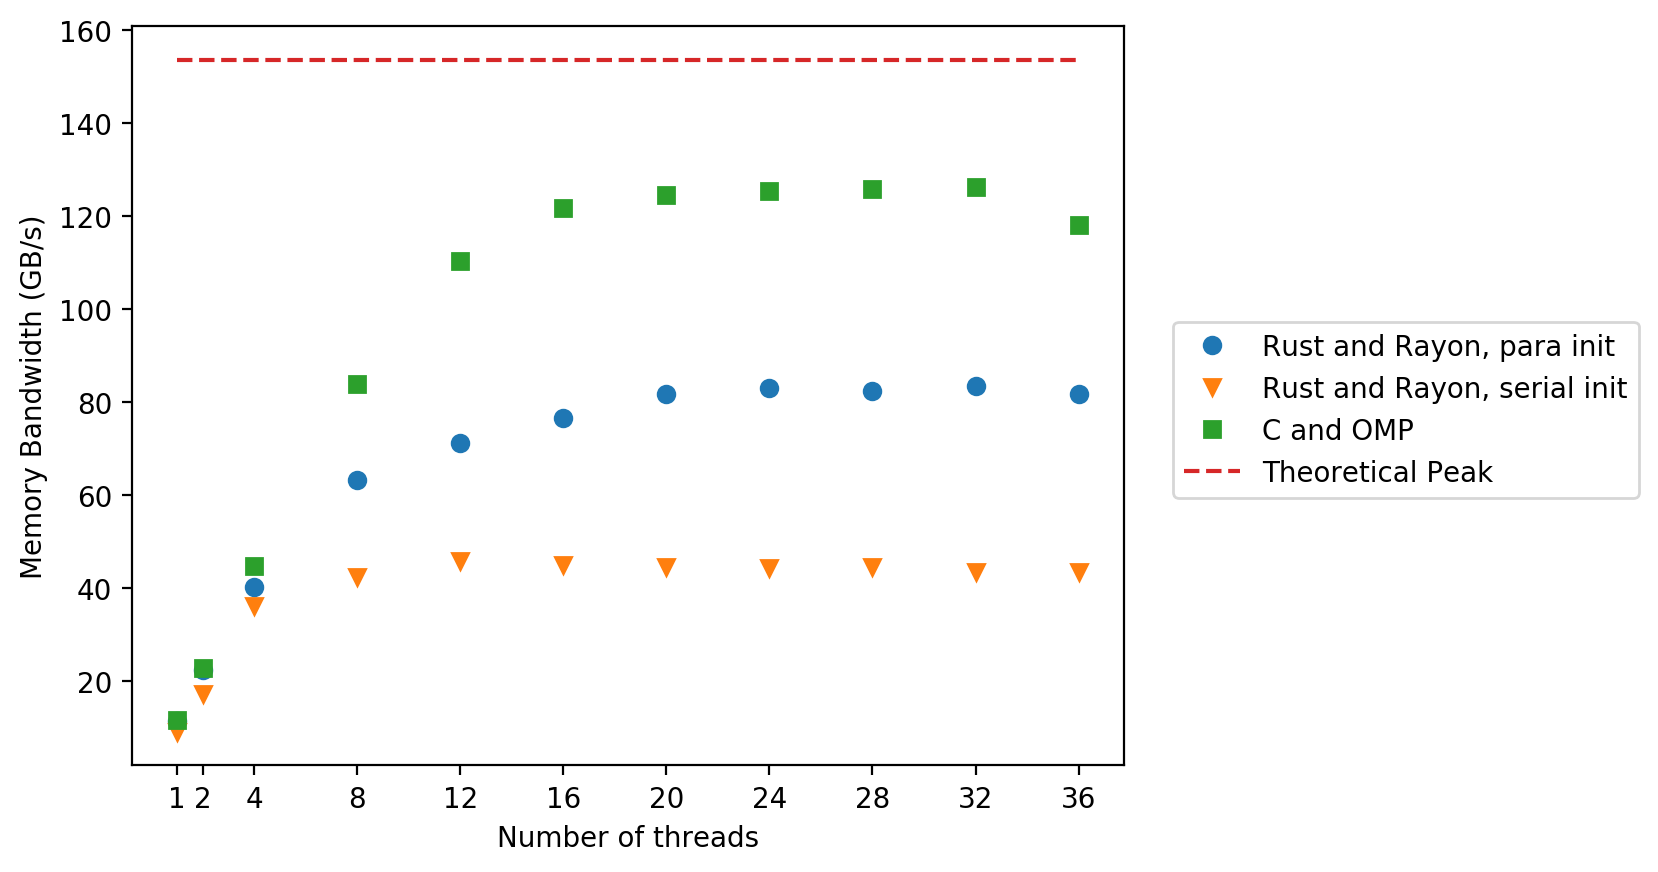 160
140
120
100
80
60
40
20
Memory Bandwidth (GB/s)
1 2 4 8 12 16 20 24 28 32 36
Number of threads
Rust and Rayon, para init
Rust and Rayon, serial init
C and OMP
Theoretical Peak